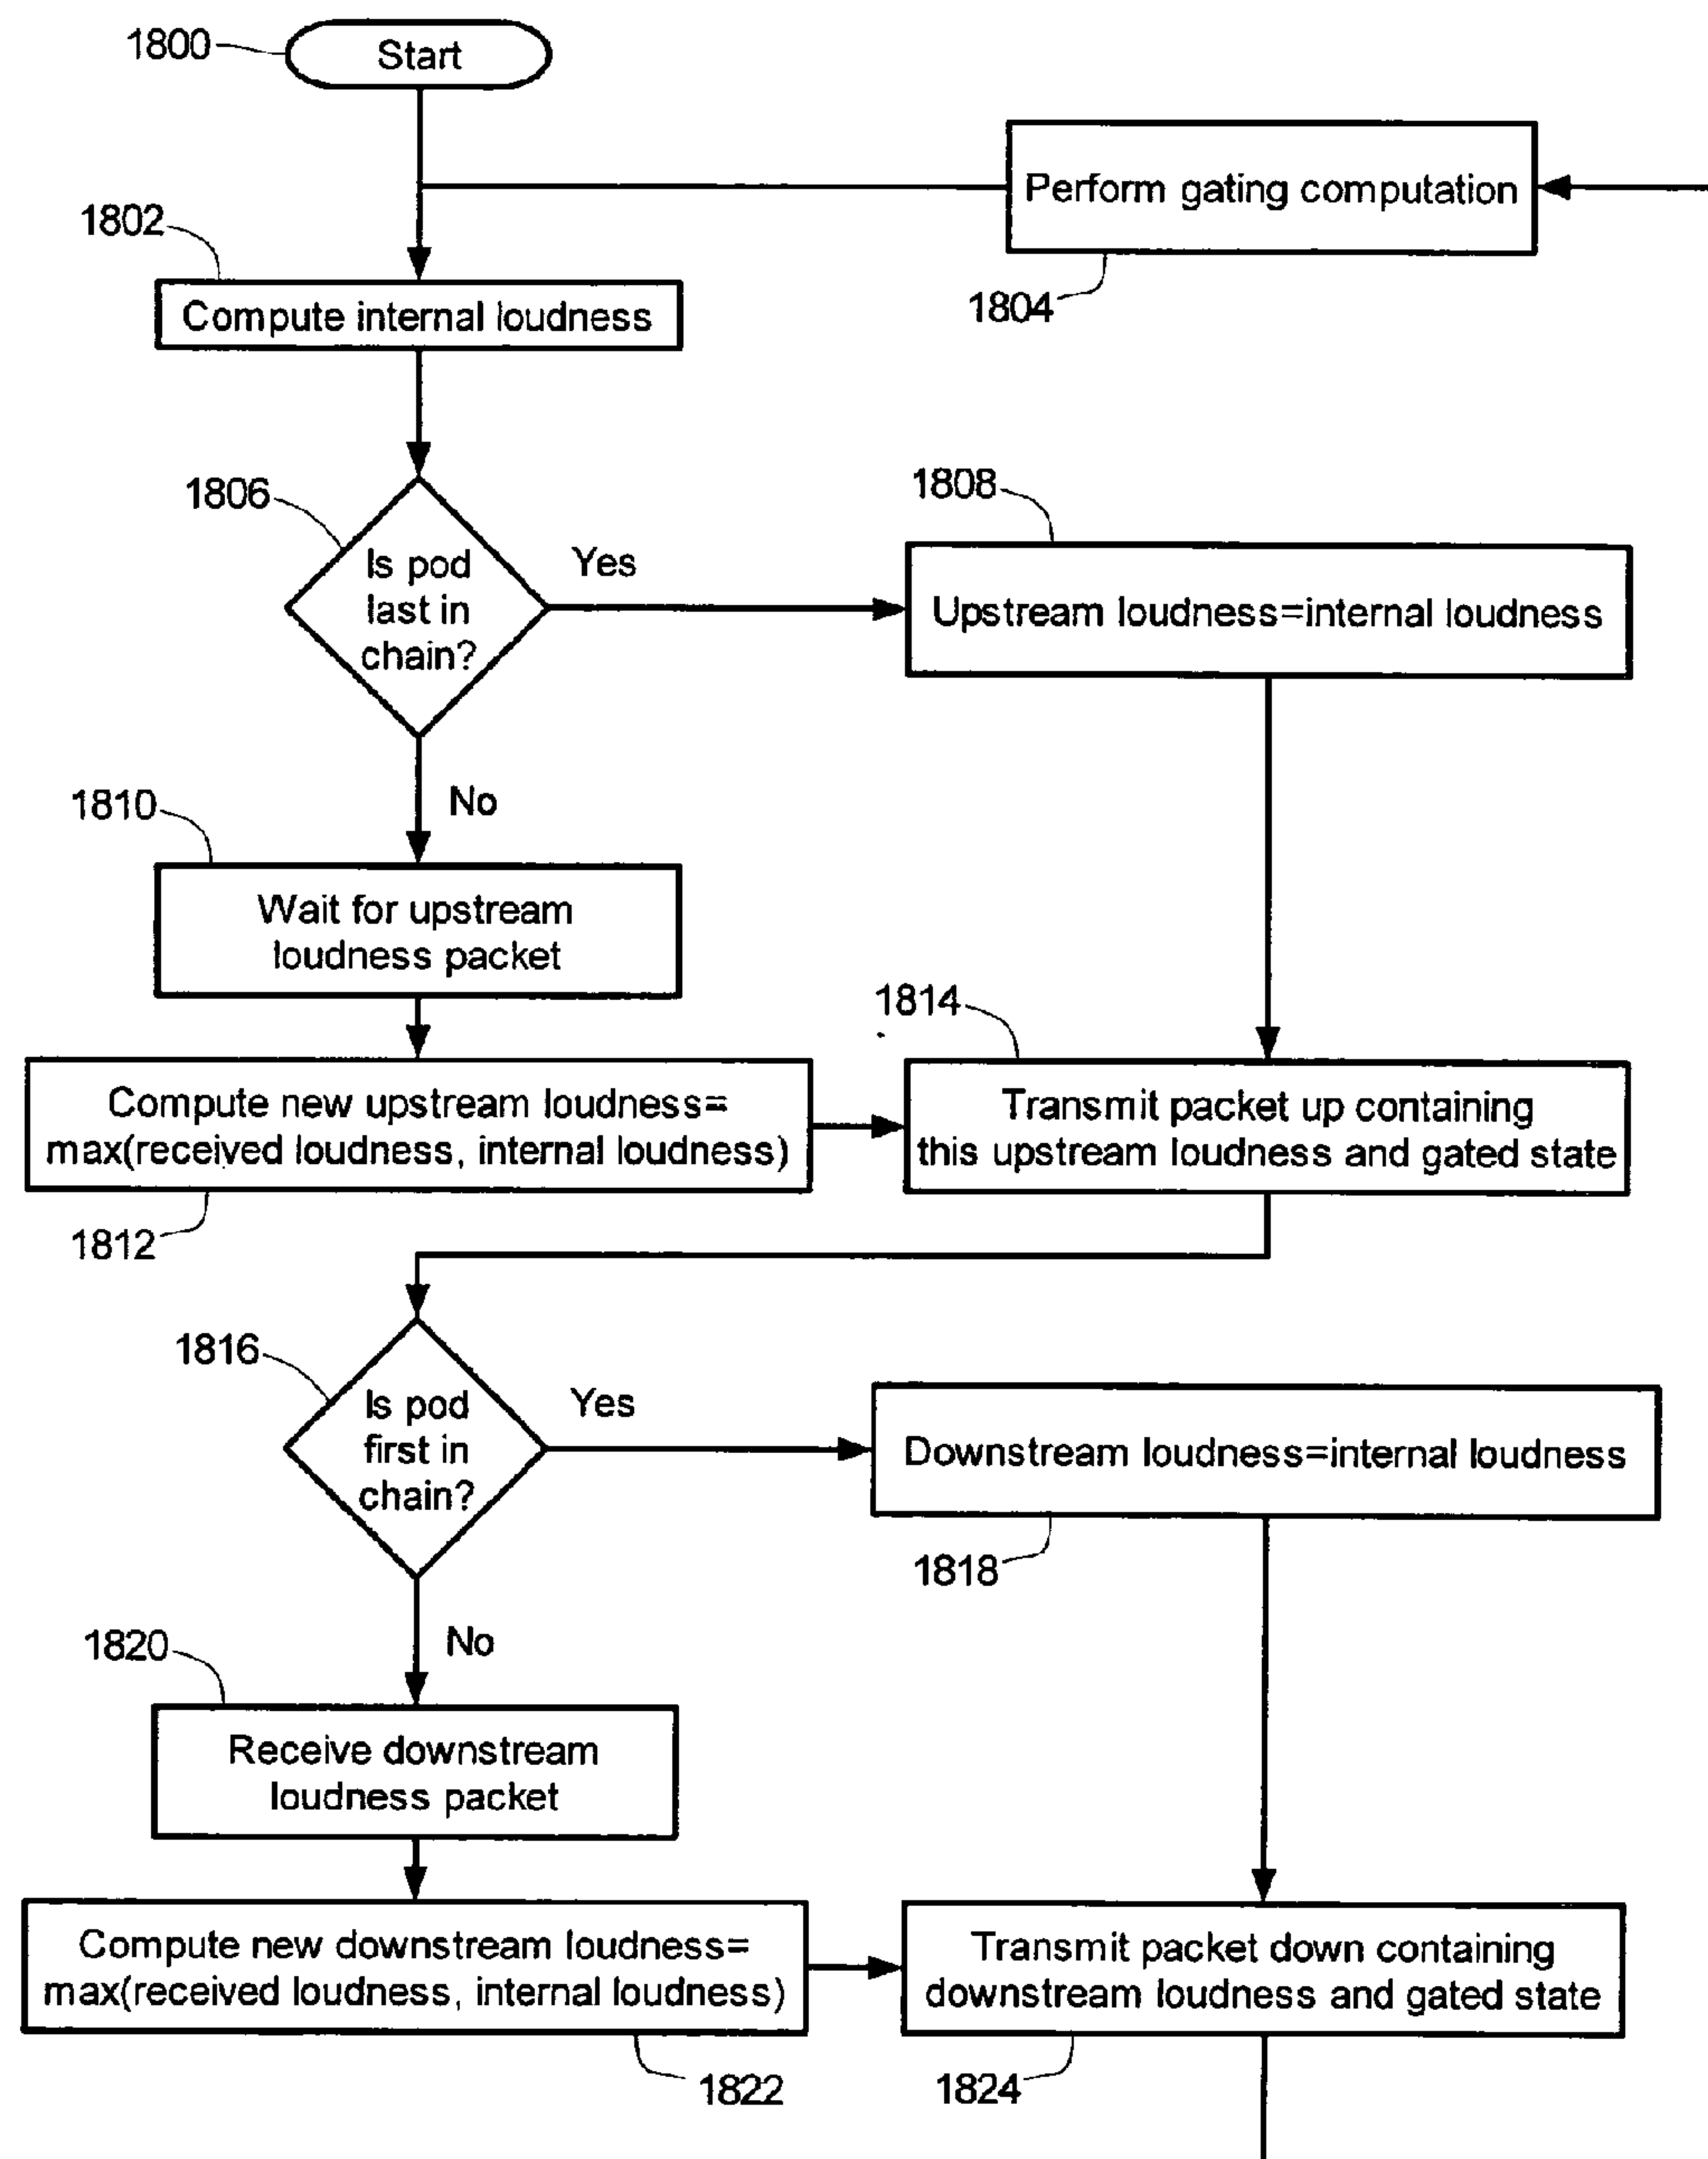 1800
Start
Perform gating computation
1802
1804
Compute internal loudness
1806
1808
Is pod
last in
chain?
Yes
Upstream loudness=internal loudness
No
1810
Wait for upstream
loudness packet
1814
Compute new upstream loudness=
max(received loudness, internal loudness)
Transmit packet up containing
this upstream loudness and gated state
1812
1816
Is pod
first in
chain?
Yes
Downstream loudness=internal loudness
1818
No
1820
Receive downstream
loudness packet
Compute new downstream loudness=
max(received loudness, internal loudness)
Transmit packet down containing
downstream loudness and gated state
1822
1824